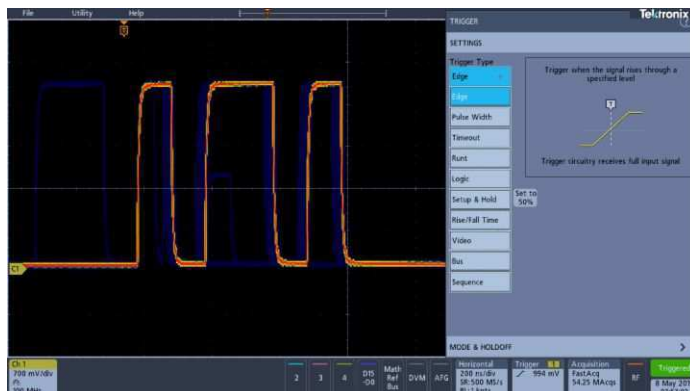 File Utility Help
Tektronix
TRIGGER
SETTINGS
Trigger Type
Edge
Edge
Pulse Width
Timeout
Runt
Logic
Setup & Hold
Rise/Fall Time
Video
Bus
Sequence
Set to
50%
Trigger when the signal rises through a
specified level
Trigger circuitry receives full input signal
MODE & HOLDOFF
C1
Ch 1
700 mV/div
2
3
4
D15
-D8
Math
Ref
Bus
DVM
AFG
Horizontal
200 ns/div
SR: 500 MS/s
Trigger
994 mV
Acquisition
FastAcq
54.25 MAcqs
RF
Triggered
8 May